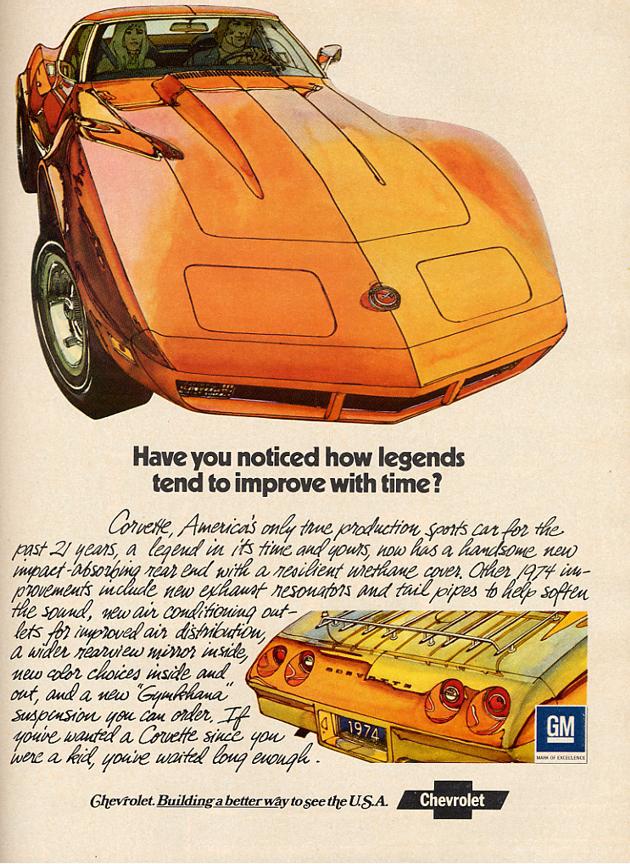 Have you noticed how legends
tend to improve with time?
Corvette, America's only true production sports car for the
past 21 years, a legend in its time and yours, now has a handsome new
impact-absorbing rear end with a resilient urethane cover. Other 1974 im-
provements include new exhaust resonators and tail pipes to help soften
the sound, new air conditioning out-
lets for improved air distribution,
a wider rearview mirror inside,
new color choices inside and
out, and a new "Gymkhana"
suspension you can order. If
you've wanted a Corvette since you
were a kid, you've waited long enough.
CORVETTE
1974
GM
MARK OF EXCELLENCE
Chevrolet. Building a better way to see the U.S.A.
Chevrolet